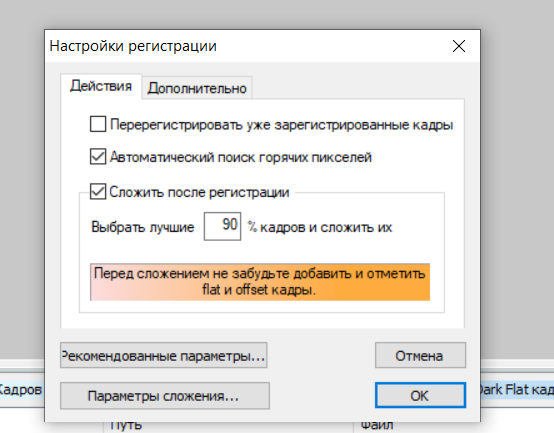 Настройки регистрации
Действия
Дополнительно
Перерегистрировать уже зарегистрированные кадры
Автоматический поиск горячих пикселей
Сложить после регистрации
Выбрать лучшие 90 % кадров и сложить их
Перед сложением не забудьте добавить и отметить
flat и offset кадры.
Рекомендованные параметры...
Отмена
Параметры сложения...
OK
Кадров
Dark Flat кад
Путь
Файл